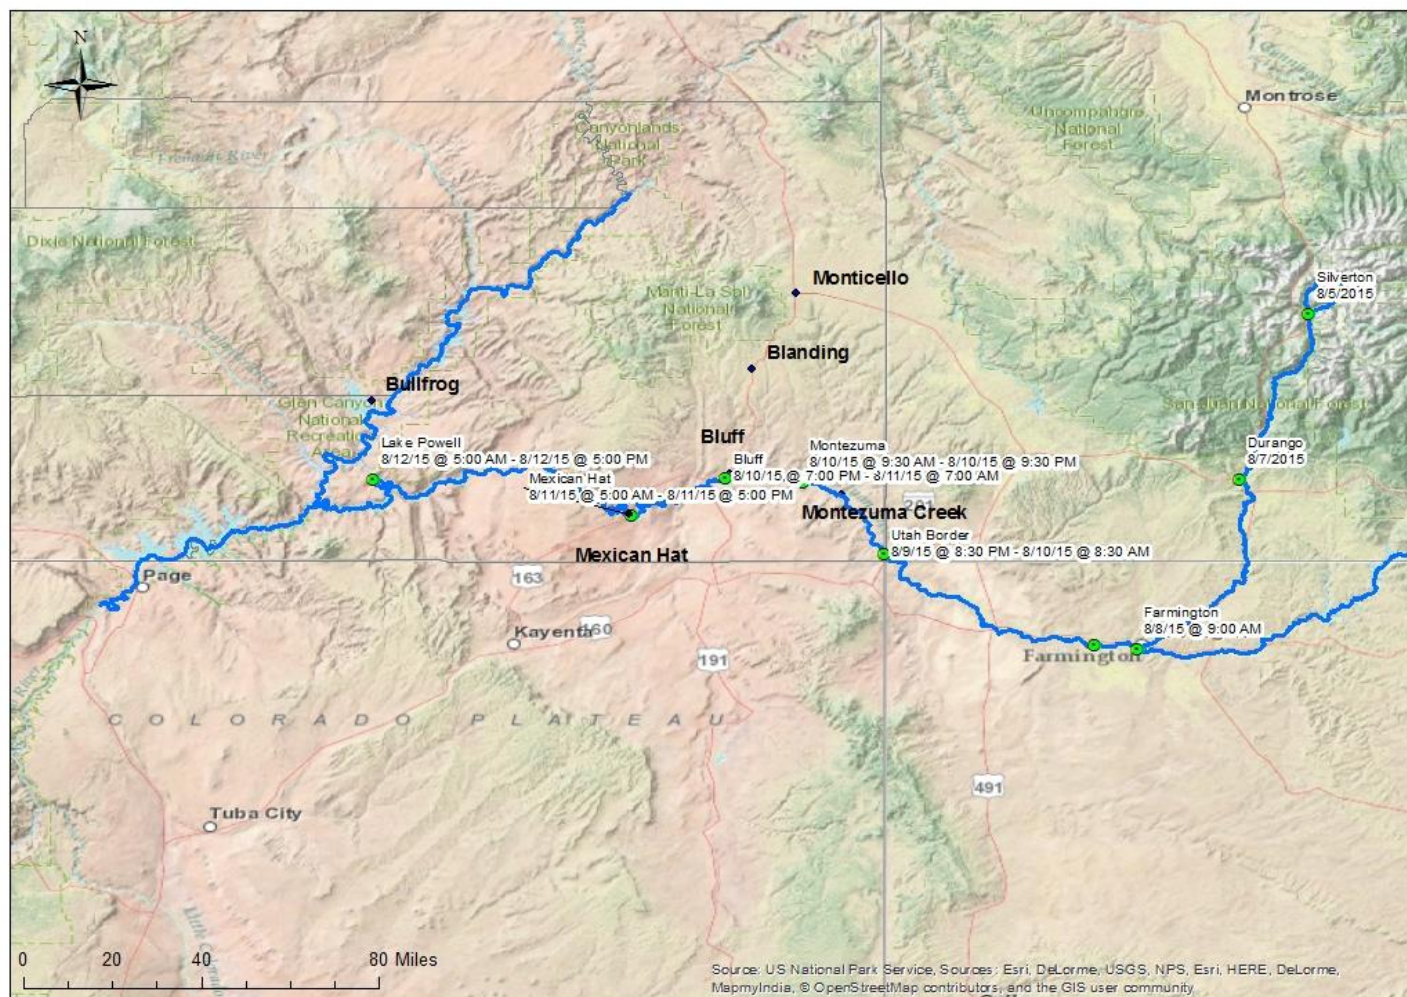 N
Montrose
Uncompahgre
National
Forest
Canyonlands
National
Park
Fremont River
Dixie National Forest
Silverton
8/5/2015
Monticello
Manti-La Sal
National
Forest
Blanding
Bullfrog
Glen Canyon
National
Recreation
Area
San Juan National Forest
Bluff
Lake Powell
8/12/15 @ 5:00 AM - 8/12/15 @ 5:00 PM
Bluff
8/10/15 @ 7:00 PM - 8/11/15 @ 7:00 AM
Montezuma
8/10/15 @ 9:30 AM - 8/10/15 @ 9:30 PM
Durango
8/7/2015
Mexican Hat
8/11/15 @ 5:00 AM - 8/11/15 @ 5:00 PM
Montezuma Creek
Utah Border
8/9/15 @ 8:30 PM - 8/10/15 @ 8:30 AM
Mexican Hat
Page
163
Kayenta
160
191
Farmington
8/8/15 @ 9:00 AM
Farmington
COLORADO PLATEAU
491
Tuba City
0 20 40 80 Miles
Source: US National Park Service, Sources: Esri, DeLorme, USGS, NPS, Esri, HERE, DeLorme,
MapmyIndia, © OpenStreetMap contributors, and the GIS user community